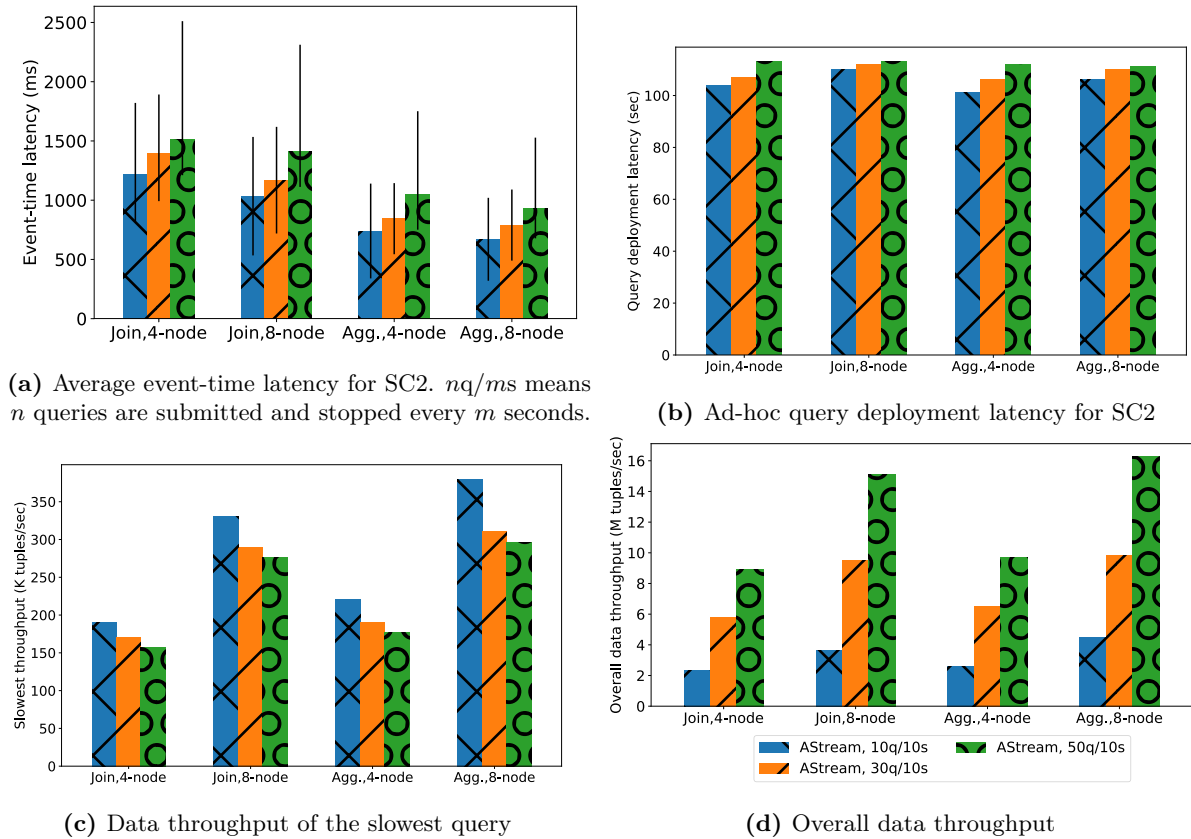 2500
2000
1500
1000
500
0
Event-time latency (ms)
Join,4-node Join,8-node Agg.,4-node Agg.,8-node
(a) Average event-time latency for SC2. nq/ms means
n queries are submitted and stopped every m seconds.
100
80
60
40
20
0
Query deployment latency (sec)
Join,4-node Join,8-node Agg.,4-node Agg.,8-node
(b) Ad-hoc query deployment latency for SC2
350
300
250
200
150
100
50
0
Slowest throughput (K tuples/sec)
Join,4-node Join,8-node Agg.,4-node Agg.,8-node
(c) Data throughput of the slowest query
16
14
12
10
8
6
4
2
0
Overall data throughput (M tuples/sec)
Join,4-node Join,8-node Agg.,4-node Agg.,8-node
AStream, 10q/10s AStream, 50q/10s
AStream, 30q/10s
(d) Overall data throughput